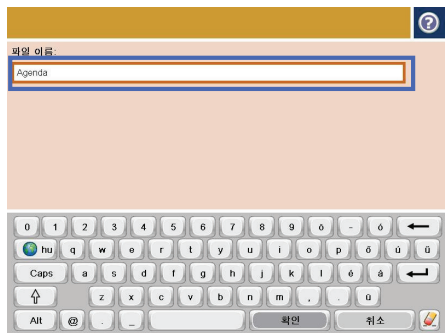 ?
파일 이름:
Agenda
0 1 2 3 4 5 6 7 8 9 ö - ó
hu q w e r t y u i o p ő ú ü
Caps a s d f g h j k l é á
z x c v b n m , . ű
Alt @ . _ 확인 취소